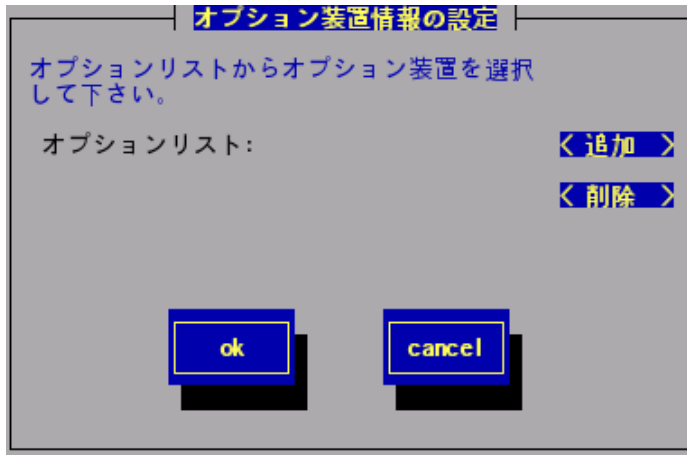 オプション装置情報の設定
オプションリストからオプション装置を選択
して下さい。
オプションリスト:
< 追加 >
< 削除 >
ok
cancel